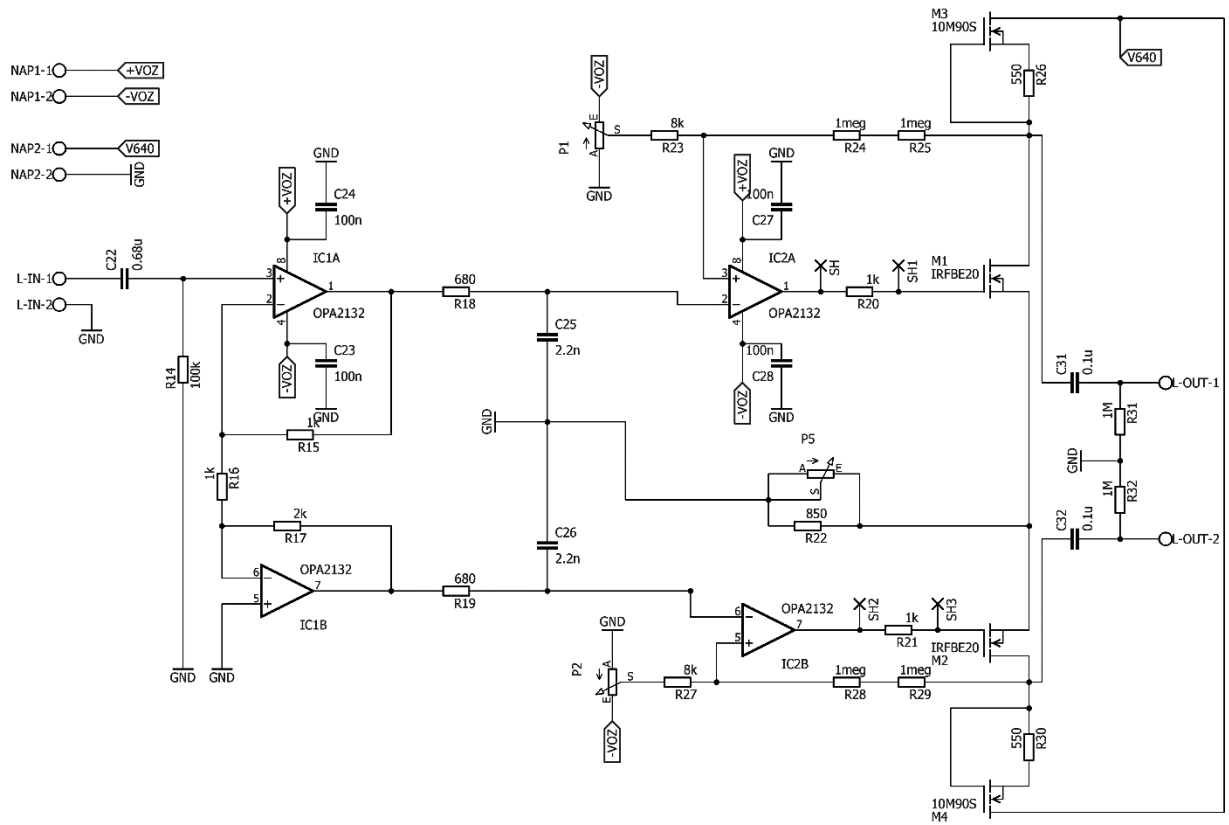 M3
10M90S
V640
550
R26
NAP1-1
+VOZ
NAP1-2
-VOZ
NAP2-1
V640
NAP2-2
GND
-VOZ
E
S
P1
A
GND
8k
R23
1meg
R24
1meg
R25
GND
+VOZ
C24
100n
GND
+VOZ
100n
C27
C22
0.68u
L-IN-1
L-IN-2
GND
8
3
+
2
-
1
4
IC1A
OPA2132
-VOZ
C23
100n
GND
680
R18
C25
2.2n
8
3
+
2
-
1
4
IC2A
OPA2132
100n
C28
-VOZ
GND
SH
1k
R20
SH1
M1
IRFBE20
R14
100k
GND
1k
R15
1k
R16
GND
P5
A
E
S
850
R22
C31
0.1u
L-OUT-1
1M
R31
GND
1M
R32
C32
0.1u
L-OUT-2
2k
R17
6
-
5
+
7
OPA2132
IC1B
GND
680
R19
C26
2.2n
6
-
5
+
7
OPA2132
IC2B
SH2
1k
R21
SH3
IRFBE20
M2
GND
A
P2
S
E
-VOZ
8k
R27
1meg
R28
1meg
R29
550
R30
10M90S
M4